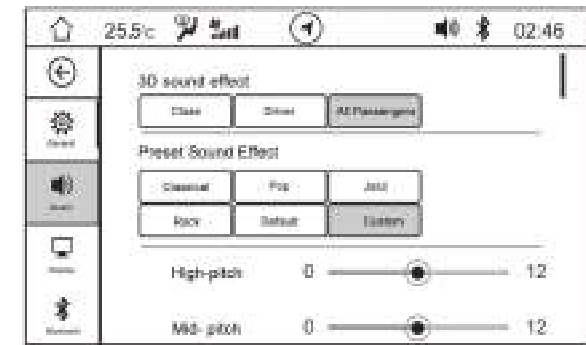 25.5°C 02:46
3D sound effect
Close Driver All Passengers
Preset Sound Effect
Classical Pop Jazz
Rock Default Custom
High-pitch 0 12
Mid- pitch 0 12